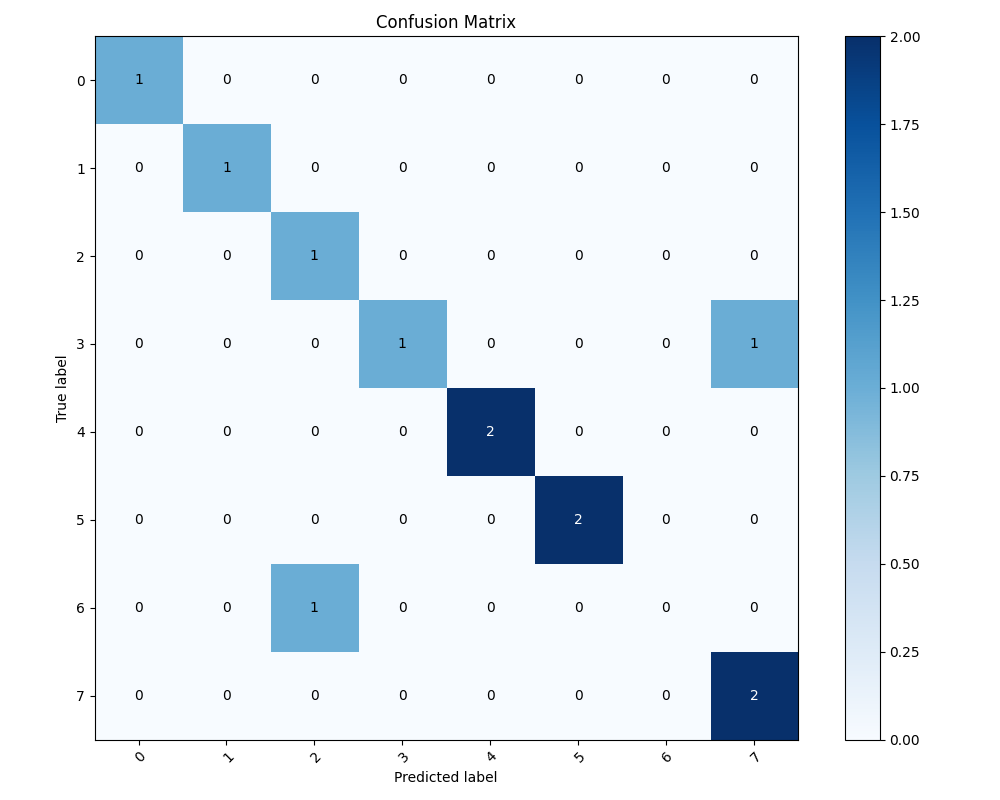 Confusion Matrix
True label
0 1 0 0 0 0 0 0 0
1 0 1 0 0 0 0 0 0
2 0 0 1 0 0 0 0 0
3 0 0 0 1 0 0 0 1
4 0 0 0 0 2 0 0 0
5 0 0 0 0 0 2 0 0
6 0 0 1 0 0 0 0 0
7 0 0 0 0 0 0 0 2
0 1 2 3 4 5 6 7
Predicted label
2.00
1.75
1.50
1.25
1.00
0.75
0.50
0.25
0.00